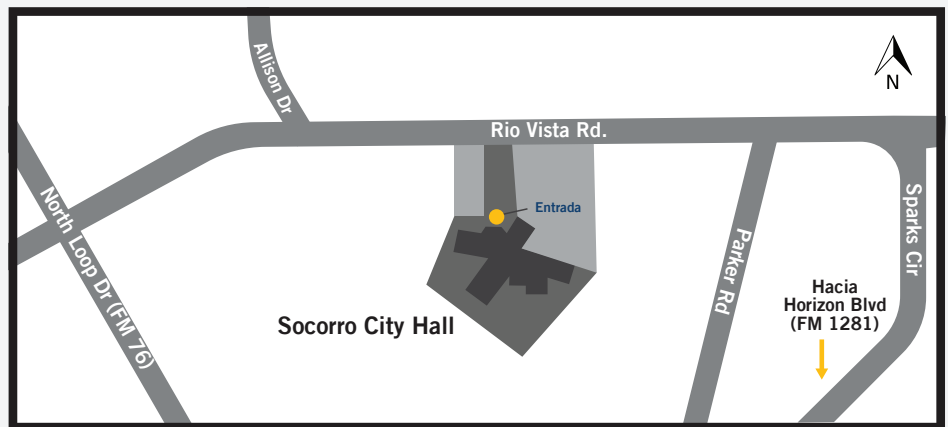 Allison Dr
N
Rio Vista Rd.
Entrada
North Loop Dr (FM 76)
Parker Rd
Sparks Cir
Hacia
Horizon Blvd
(FM 1281)
Socorro City Hall